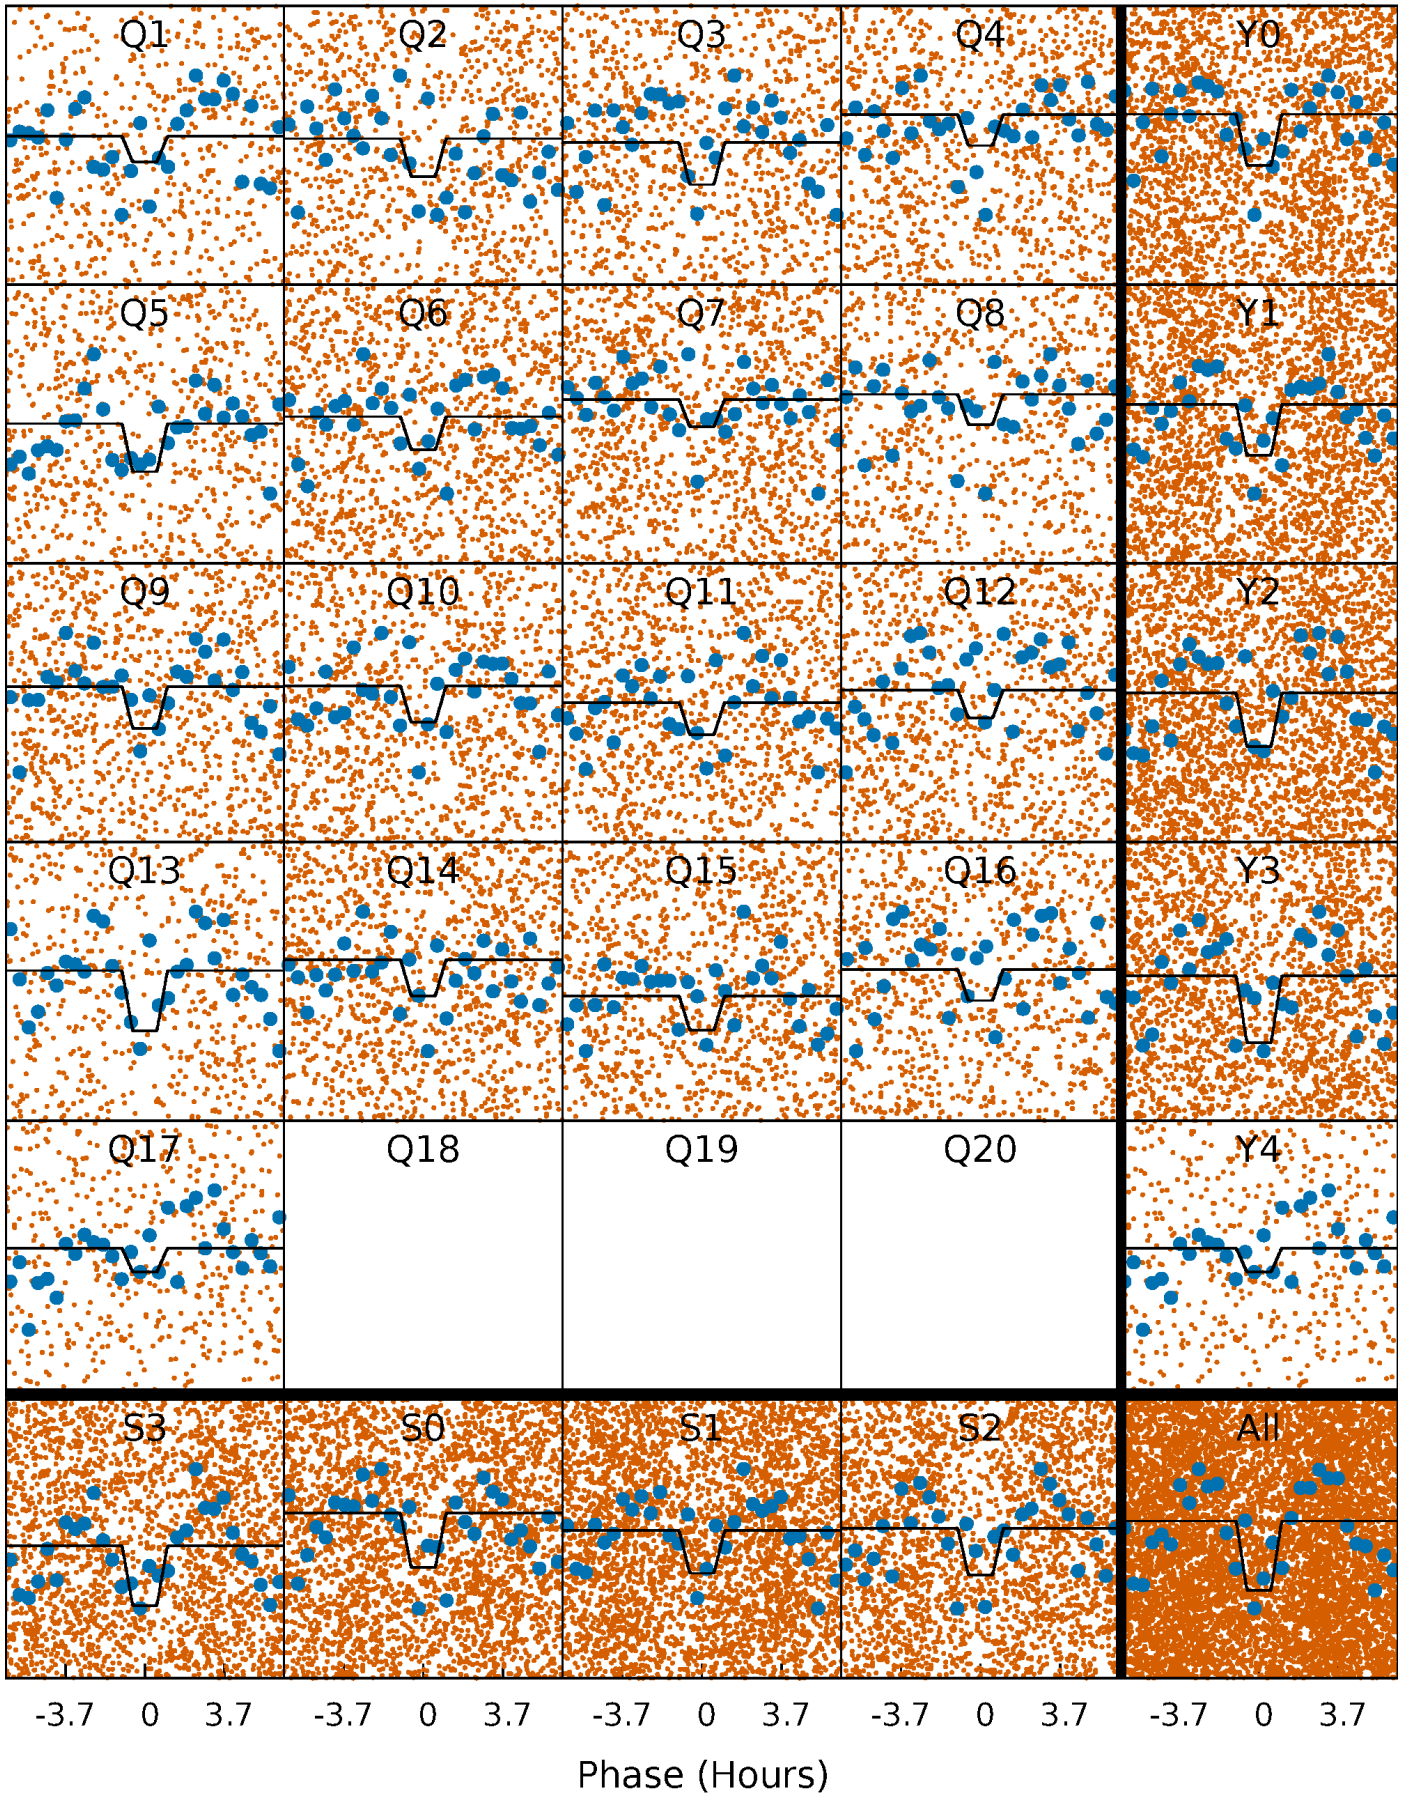 Q1 Q2 Q3 Q4 Y0
Q5 Q6 Q7 Q8 Y1
Q9 Q10 Q11 Q12 Y2
Q13 Q14 Q15 Q16 Y3
Q17 Q18 Q19 Q20 Y4
S3 S0 S1 S2 All
-3.7 0 3.7 -3.7 0 3.7 -3.7 0 3.7 -3.7 0 3.7 -3.7 0 3.7
Phase (Hours)